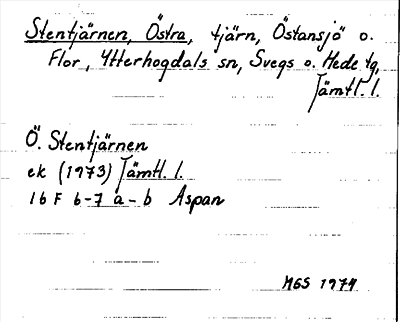 Stentjärnen, Östra, tjärn, Östansjö o.
Flor, Ytterhogdals sn, Svegs o. Hede tg,
Jämtl. l.
Ö. Stentjärnen
ek (1973) Jämtl. l.
16 F 6-7 a-b Aspan
MGS 1974